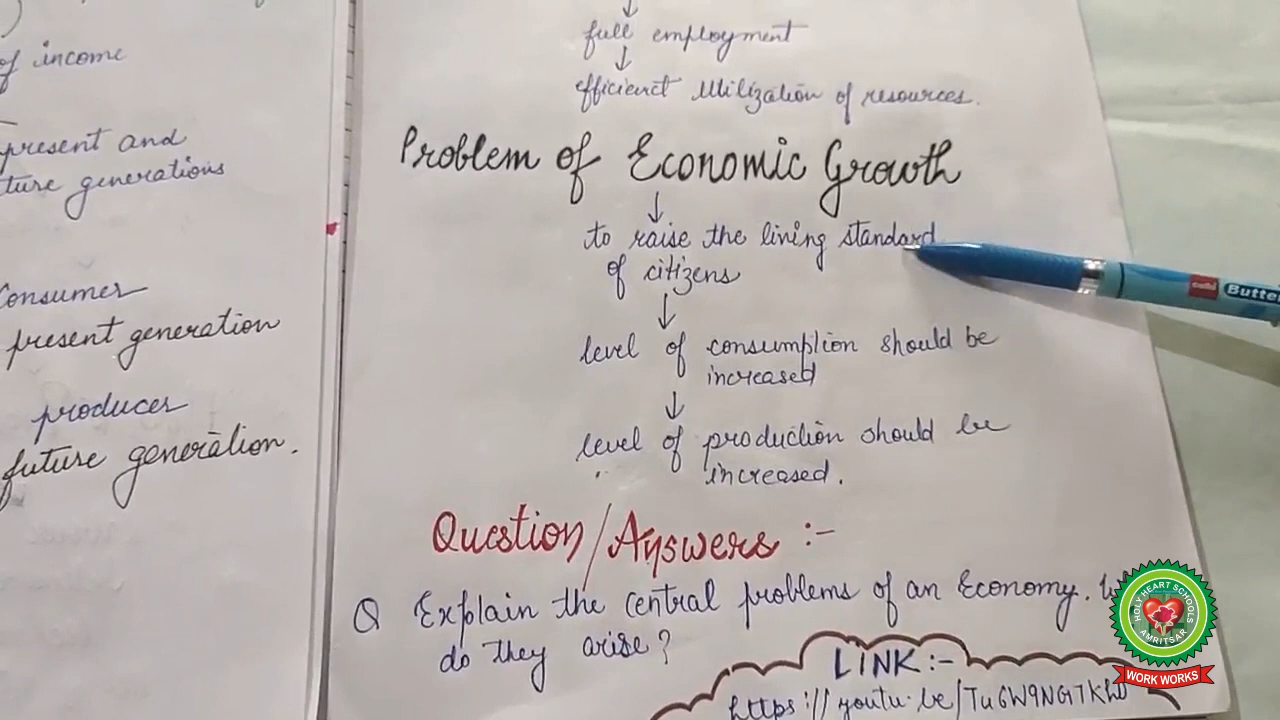 of income
present and
ture generations
Consumer
present generation
producer
future generation.
full employment
efficient utilization of resources.
Problem of Economic Growth
to raise the living standard
of citizens
level of consumption should be
increased
level of production should be
increased.
Question/Answers :-
Q Explain the central problems of an Economy.
do they arise?
LINK:-
cello Butter
HOLY HEART SCHOOLS
AMRITSAR
WORK WORKS